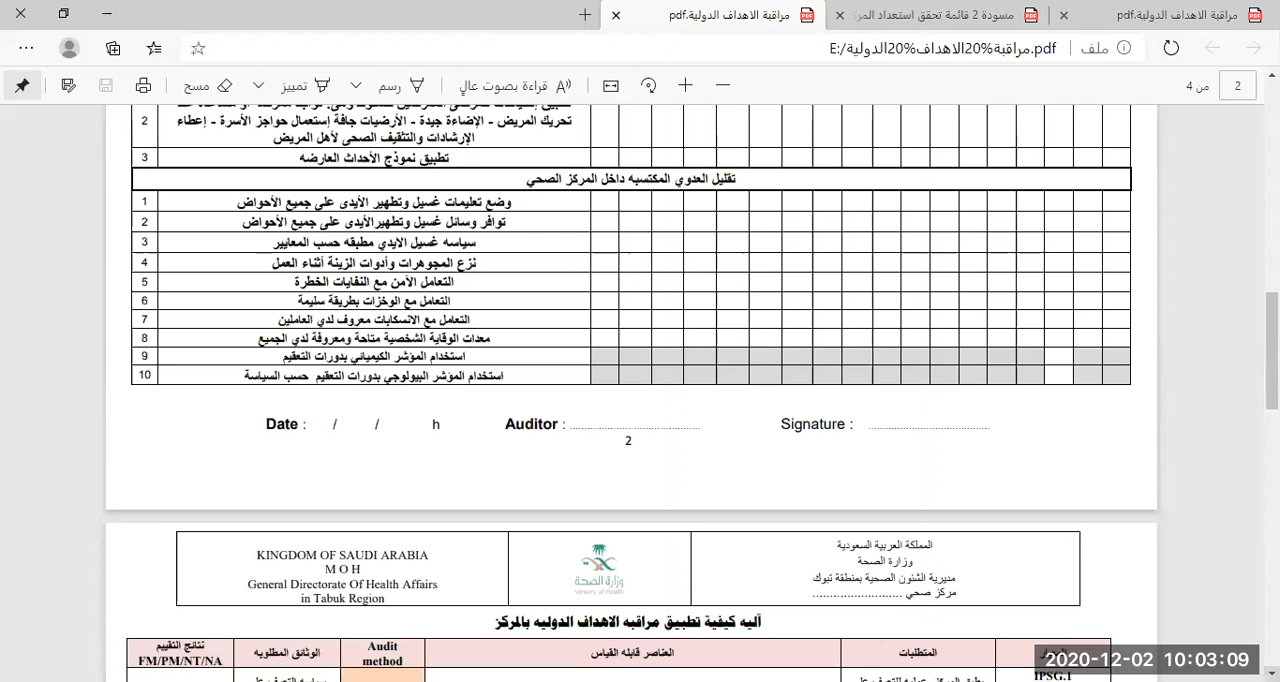 مراقبة الاهداف الدولية.pdf
مسودة 2 قائمة تحقق استعداد المرك
مراقبة الاهداف الدولية.pdf
ملف
E:/مراقبة%20الاهداف%20الدولية.pdf
2
من 4
قراءة بصوت عالٍ
رسم
تمييز
مسح
2
تحريك المريض - الإضاءة جيدة - الأرضيات جافة إستعمال حواجز الأسرة - إعطاء
الإرشادات والتثقيف الصحي لأهل المريض
3 تطبيق نموذج الأحداث العارضه
تقليل العدوي المكتسبه داخل المركز الصحي
1 وضع تعليمات غسيل وتطهير الأيدى على جميع الأحواض
2 توافر وسائل غسيل وتطهيرالأيدى على جميع الأحواض
3 سياسه غسيل الايدي مطبقه حسب المعايير
4 نزع المجوهرات وأدوات الزينة أثناء العمل
5 التعامل الآمن مع النفايات الخطرة
6 التعامل مع الوخزات بطريقة سليمة
7 التعامل مع الانسكابات معروف لدي العاملين
8 معدات الوقاية الشخصية متاحة ومعروفة لدي الجميع
9 استخدام المؤشر الكيميائي بدورات التعقيم
10 استخدام المؤشر البيولوجي بدورات التعقيم حسب السياسة
Date : / / h Auditor : ........................ Signature : ........................
2
KINGDOM OF SAUDI ARABIA
M O H
General Directorate Of Health Affairs
in Tabuk Region
وزارة الصحة
Ministry of Health
المملكة العربية السعودية
وزارة الصحة
مديرية الشئون الصحية بمنطقة تبوك
مركز صحي ........................
آليه كيفية تطبيق مراقبه الاهداف الدوليه بالمركز
المتطلبات
العناصر قابله القياس
Audit method
الوثائق المطلوبه
نتائج التقييم
FM/PM/NT/NA
IPSG.1
2020-12-02 10:03:09